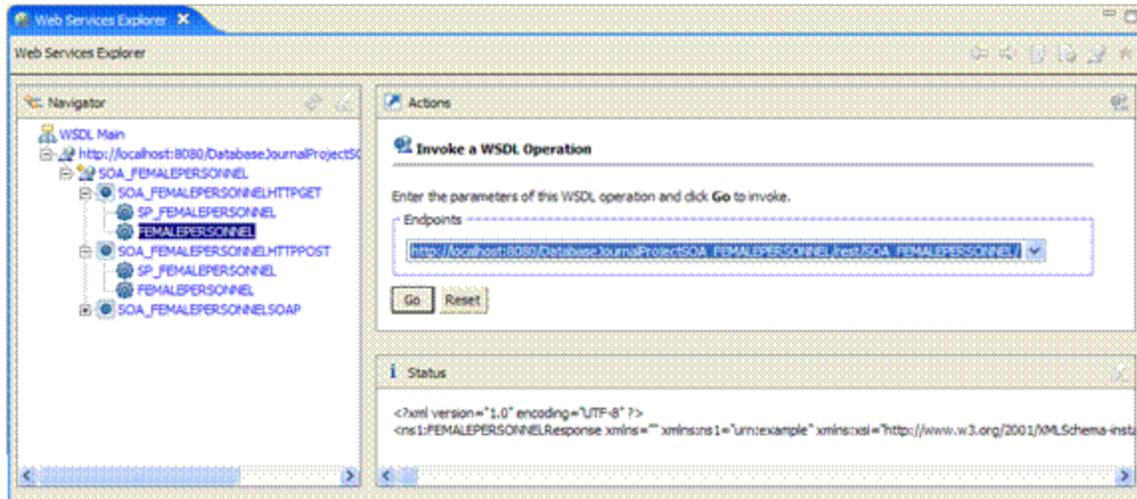 Web Services Explorer
Web Services Explorer
Navigator
WSDL Main
http://localhost:8080/DatabaseJournalProjectSO
SOA_FEMALEPERSONNEL
SOA_FEMALEPERSONNELHTTPGET
SP_FEMALEPERSONNEL
FEMALEPERSONNEL
SOA_FEMALEPERSONNELHTTPPOST
SP_FEMALEPERSONNEL
FEMALEPERSONNEL
SOA_FEMALEPERSONNELSOAP
Actions
Invoke a WSDL Operation
Enter the parameters of this WSDL operation and click Go to invoke.
Endpoints
http://localhost:8080/DatabaseJournalProjectSOA_FEMALEPERSONNEL/rest/SOA_FEMALEPERSONNEL/
Go Reset
Status
<?xml version="1.0" encoding="UTF-8" ?>
<ns1:FEMALEPERSONNELResponse xmlns="" xmlns:ns1="urn:example" xmlns:xsi="http://www.w3.org/2001/XMLSchema-inst